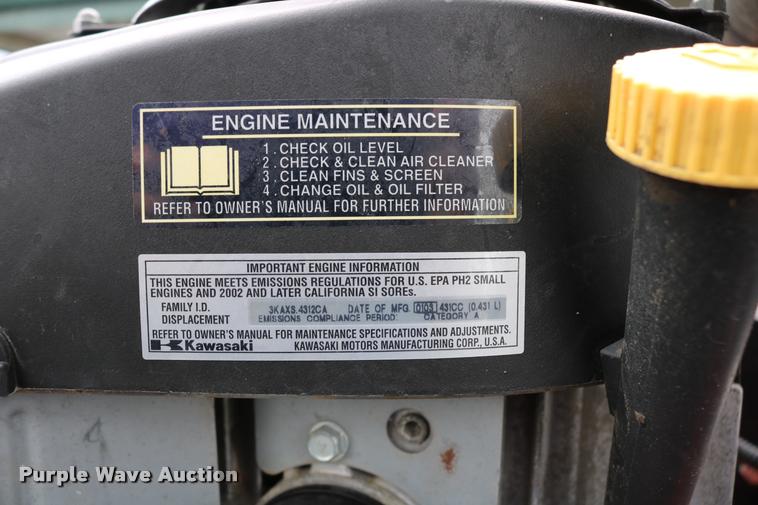 ENGINE MAINTENANCE
1. CHECK OIL LEVEL
2. CHECK & CLEAN AIR CLEANER
3. CLEAN FINS & SCREEN
4. CHANGE OIL & OIL FILTER
REFER TO OWNER'S MANUAL FOR FURTHER INFORMATION
IMPORTANT ENGINE INFORMATION
THIS ENGINE MEETS EMISSIONS REGULATIONS FOR U.S. EPA PH2 SMALL
ENGINES AND 2002 AND LATER CALIFORNIA SI SOREs.
FAMILY I.D. 3KAXS.4312CA DATE OF MFG. 0103 431CC (0.431 L)
DISPLACEMENT EMISSIONS COMPLIANCE PERIOD: CATEGORY A
REFER TO OWNER'S MANUAL FOR MAINTENANCE SPECIFICATIONS AND ADJUSTMENTS.
Kawasaki KAWASAKI MOTORS MANUFACTURING CORP., U.S.A.
4
Purple Wave Auction